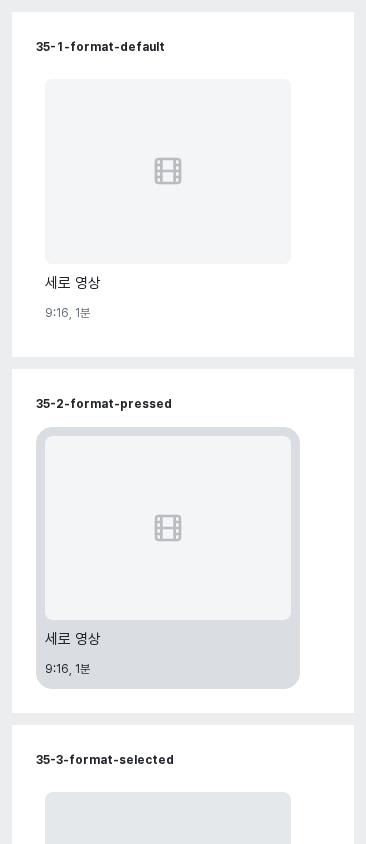 35-1-format-default
세로 영상
9:16, 1분
35-2-format-pressed
세로 영상
9:16, 1분
35-3-format-selected